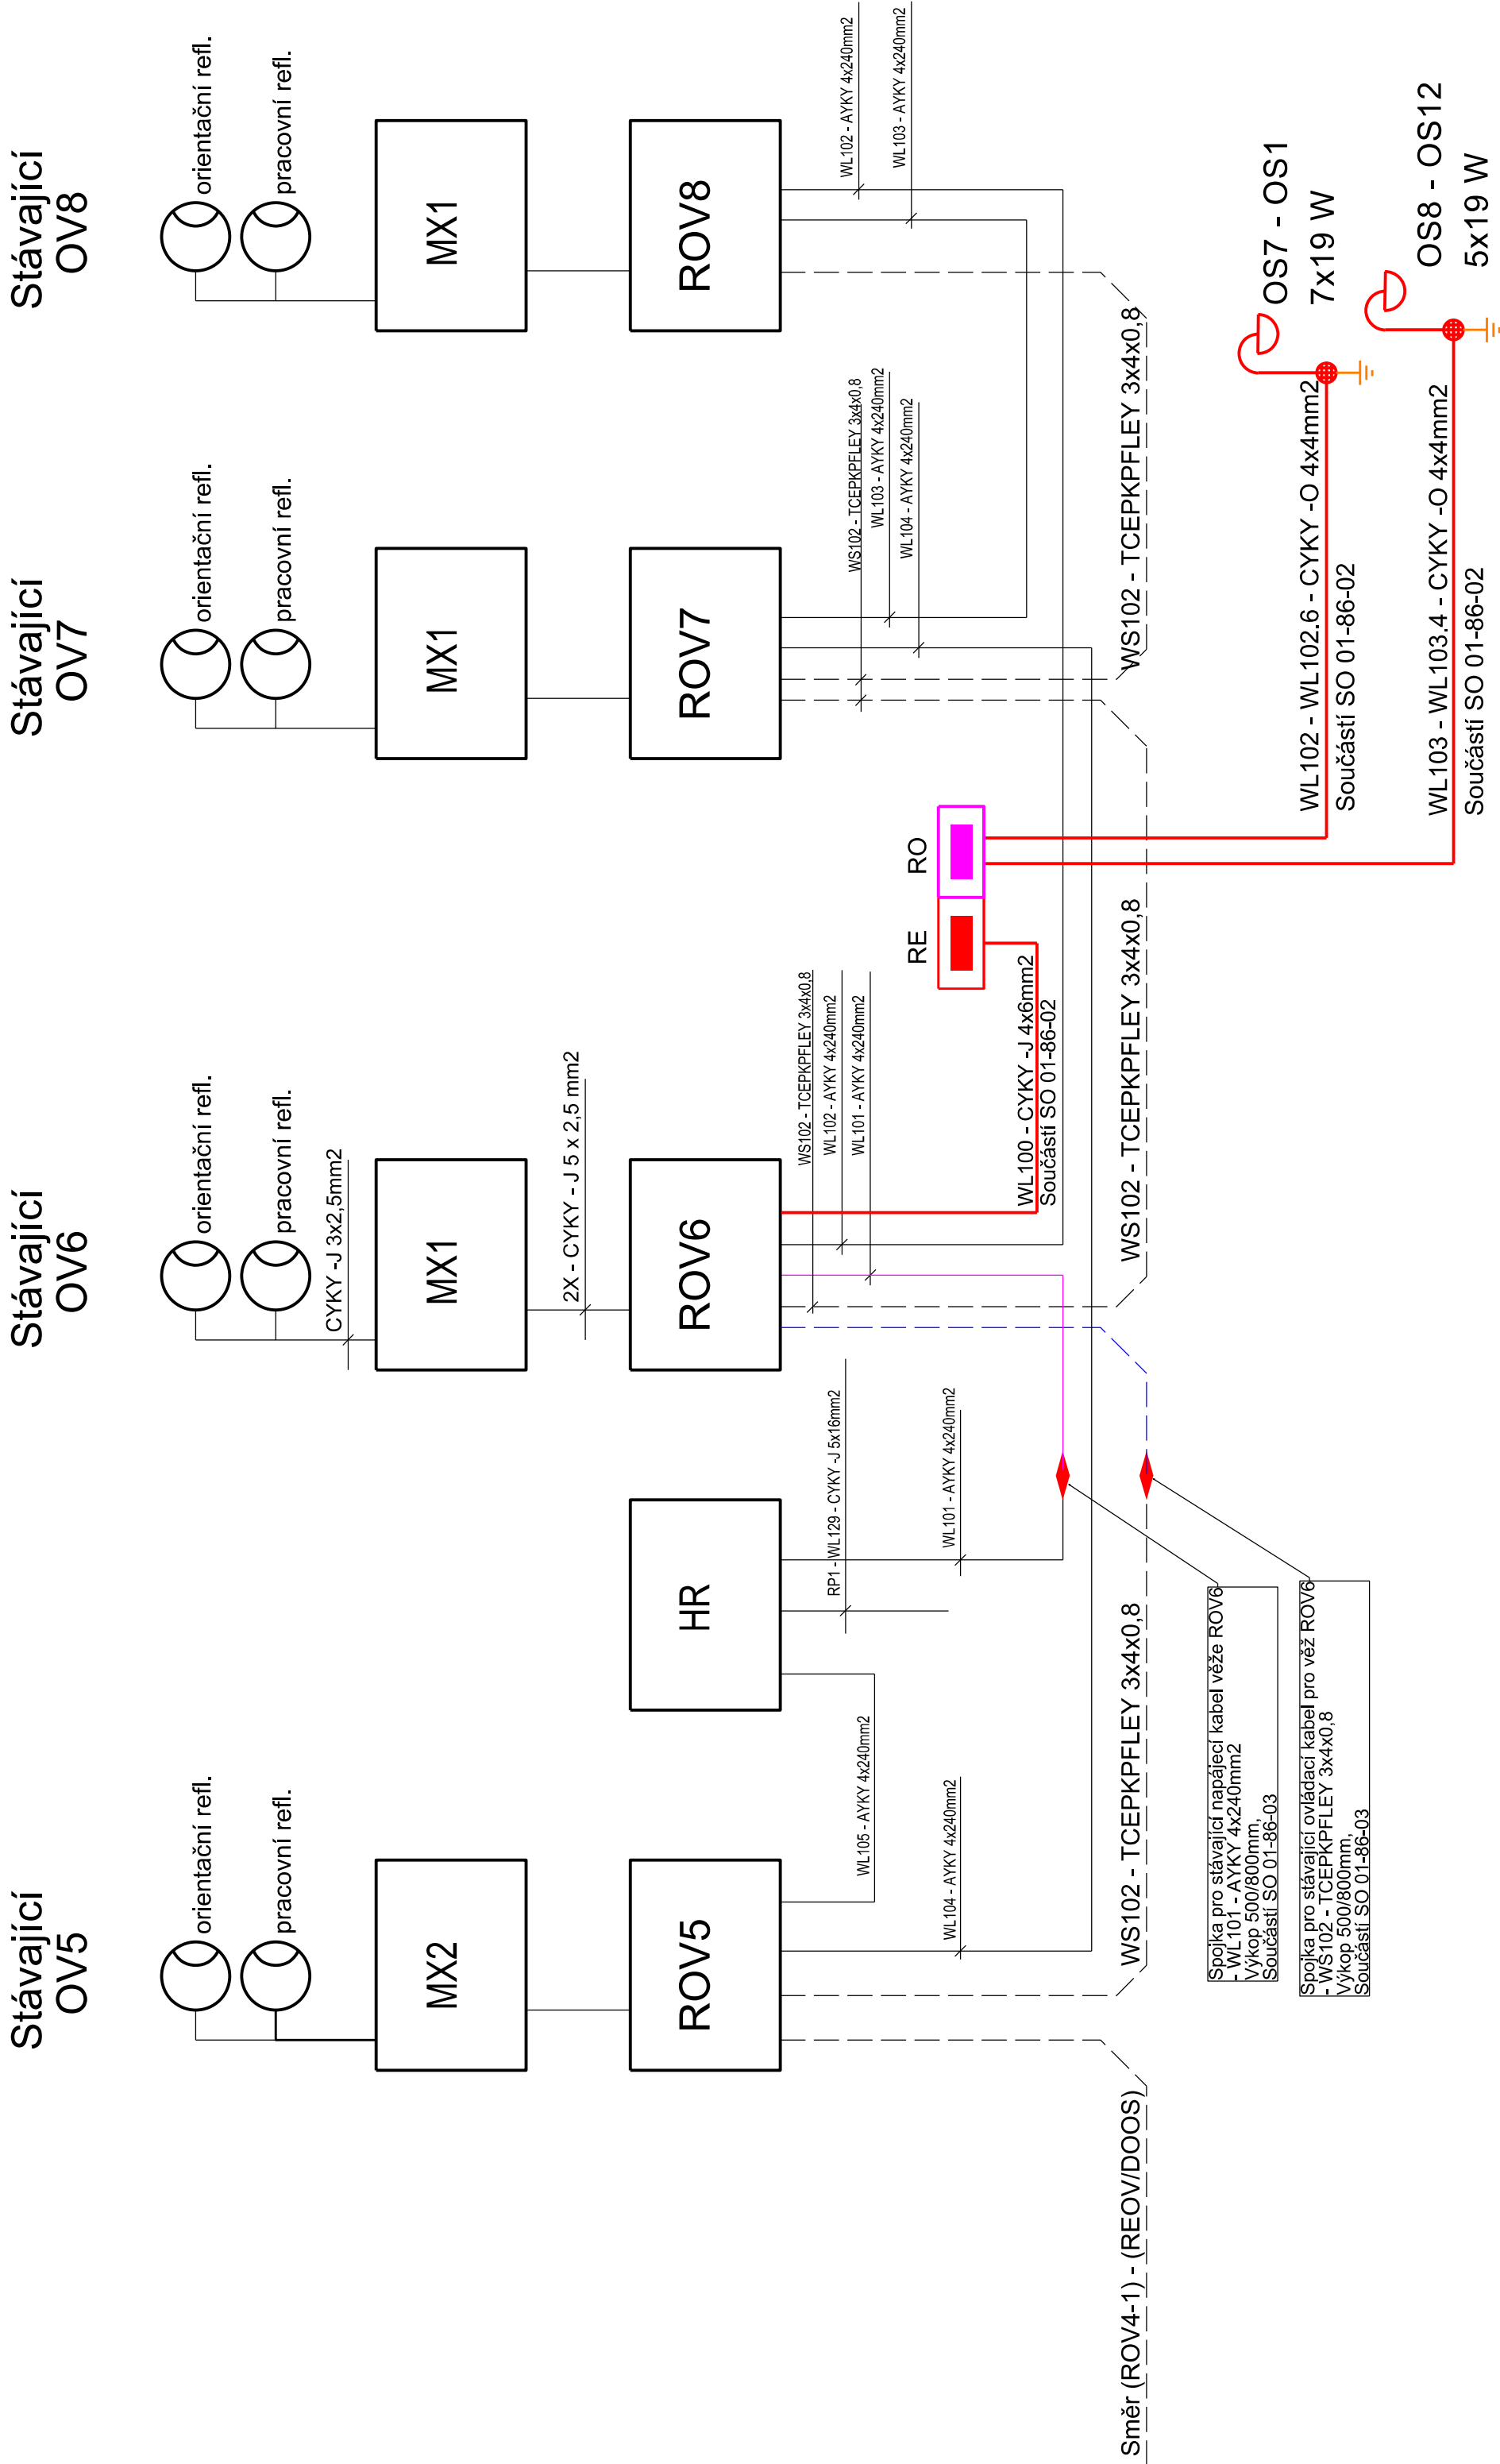 Stávající
OV5
orientační refl.
pracovní refl.
MX2
ROV5
WL105 - AYKY 4x240mm2
WL104 - AYKY 4x240mm2
Směr (ROV4-1) - (REOV/DOOS)
WS102 - TCEPKPFLEY 3x4x0,8
HR
RP1 - WL129 - CYKY -J 5x16mm2
WL101 - AYKY 4x240mm2
Spojka pro stávající napájecí kabel věže ROV6
- WL101 - AYKY 4x240mm2
Výkop 500/800mm,
Součástí SO 01-86-03
Spojka pro stávající ovládací kabel pro věž ROV6
- WS102 - TCEPKPFLEY 3x4x0,8
Výkop 500/800mm,
Součástí SO 01-86-03
Stávající
OV6
orientační refl.
pracovní refl.
CYKY -J 3x2,5mm2
MX1
2X - CYKY - J 5 x 2,5 mm2
ROV6
WS102 - TCEPKPFLEY 3x4x0,8
WL102 - AYKY 4x240mm2
WL101 - AYKY 4x240mm2
WL100 - CYKY -J 4x6mm2
Součástí SO 01-86-02
WS102 - TCEPKPFLEY 3x4x0,8
RE
RO
Stávající
OV7
orientační refl.
pracovní refl.
MX1
ROV7
WS102 - TCEPKPFLEY 3x4x0,8
WL103 - AYKY 4x240mm2
WL104 - AYKY 4x240mm2
WS102 - TCEPKPFLEY 3x4x0,8
Stávající
OV8
orientační refl.
pracovní refl.
MX1
ROV8
WL102 - AYKY 4x240mm2
WL103 - AYKY 4x240mm2
OS7 - OS1
7x19 W
WL102 - WL102.6 - CYKY -O 4x4mm2
Součástí SO 01-86-02
OS8 - OS12
5x19 W
WL103 - WL103.4 - CYKY -O 4x4mm2
Součástí SO 01-86-02